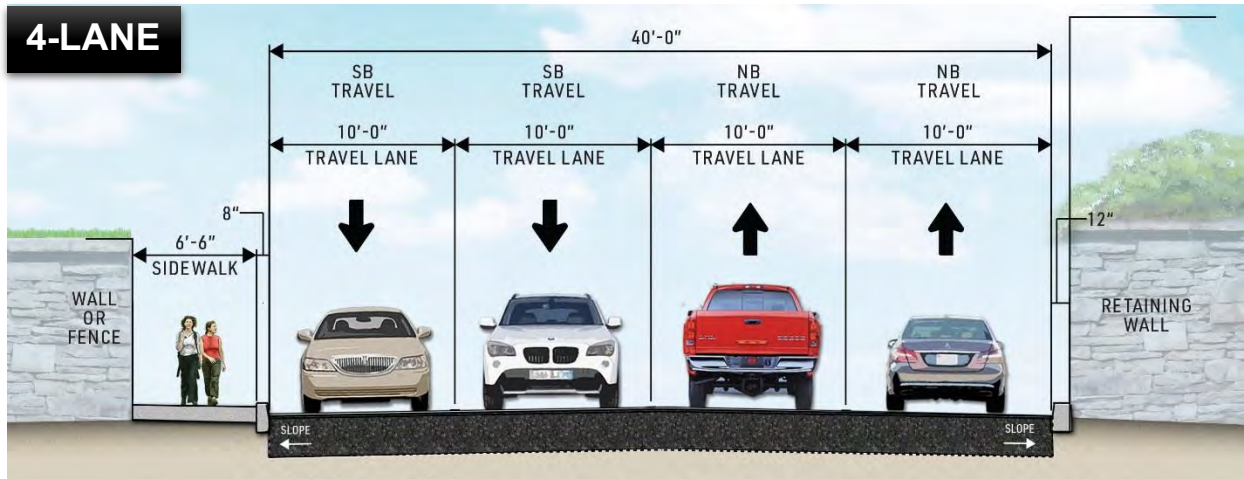 4-LANE
40'-0"
SB
TRAVEL
SB
TRAVEL
NB
TRAVEL
NB
TRAVEL
10'-0"
TRAVEL LANE
10'-0"
TRAVEL LANE
10'-0"
TRAVEL LANE
10'-0"
TRAVEL LANE
8"
6'-6"
SIDEWALK
12"
WALL
OR
FENCE
RETAINING
WALL
SLOPE
SLOPE